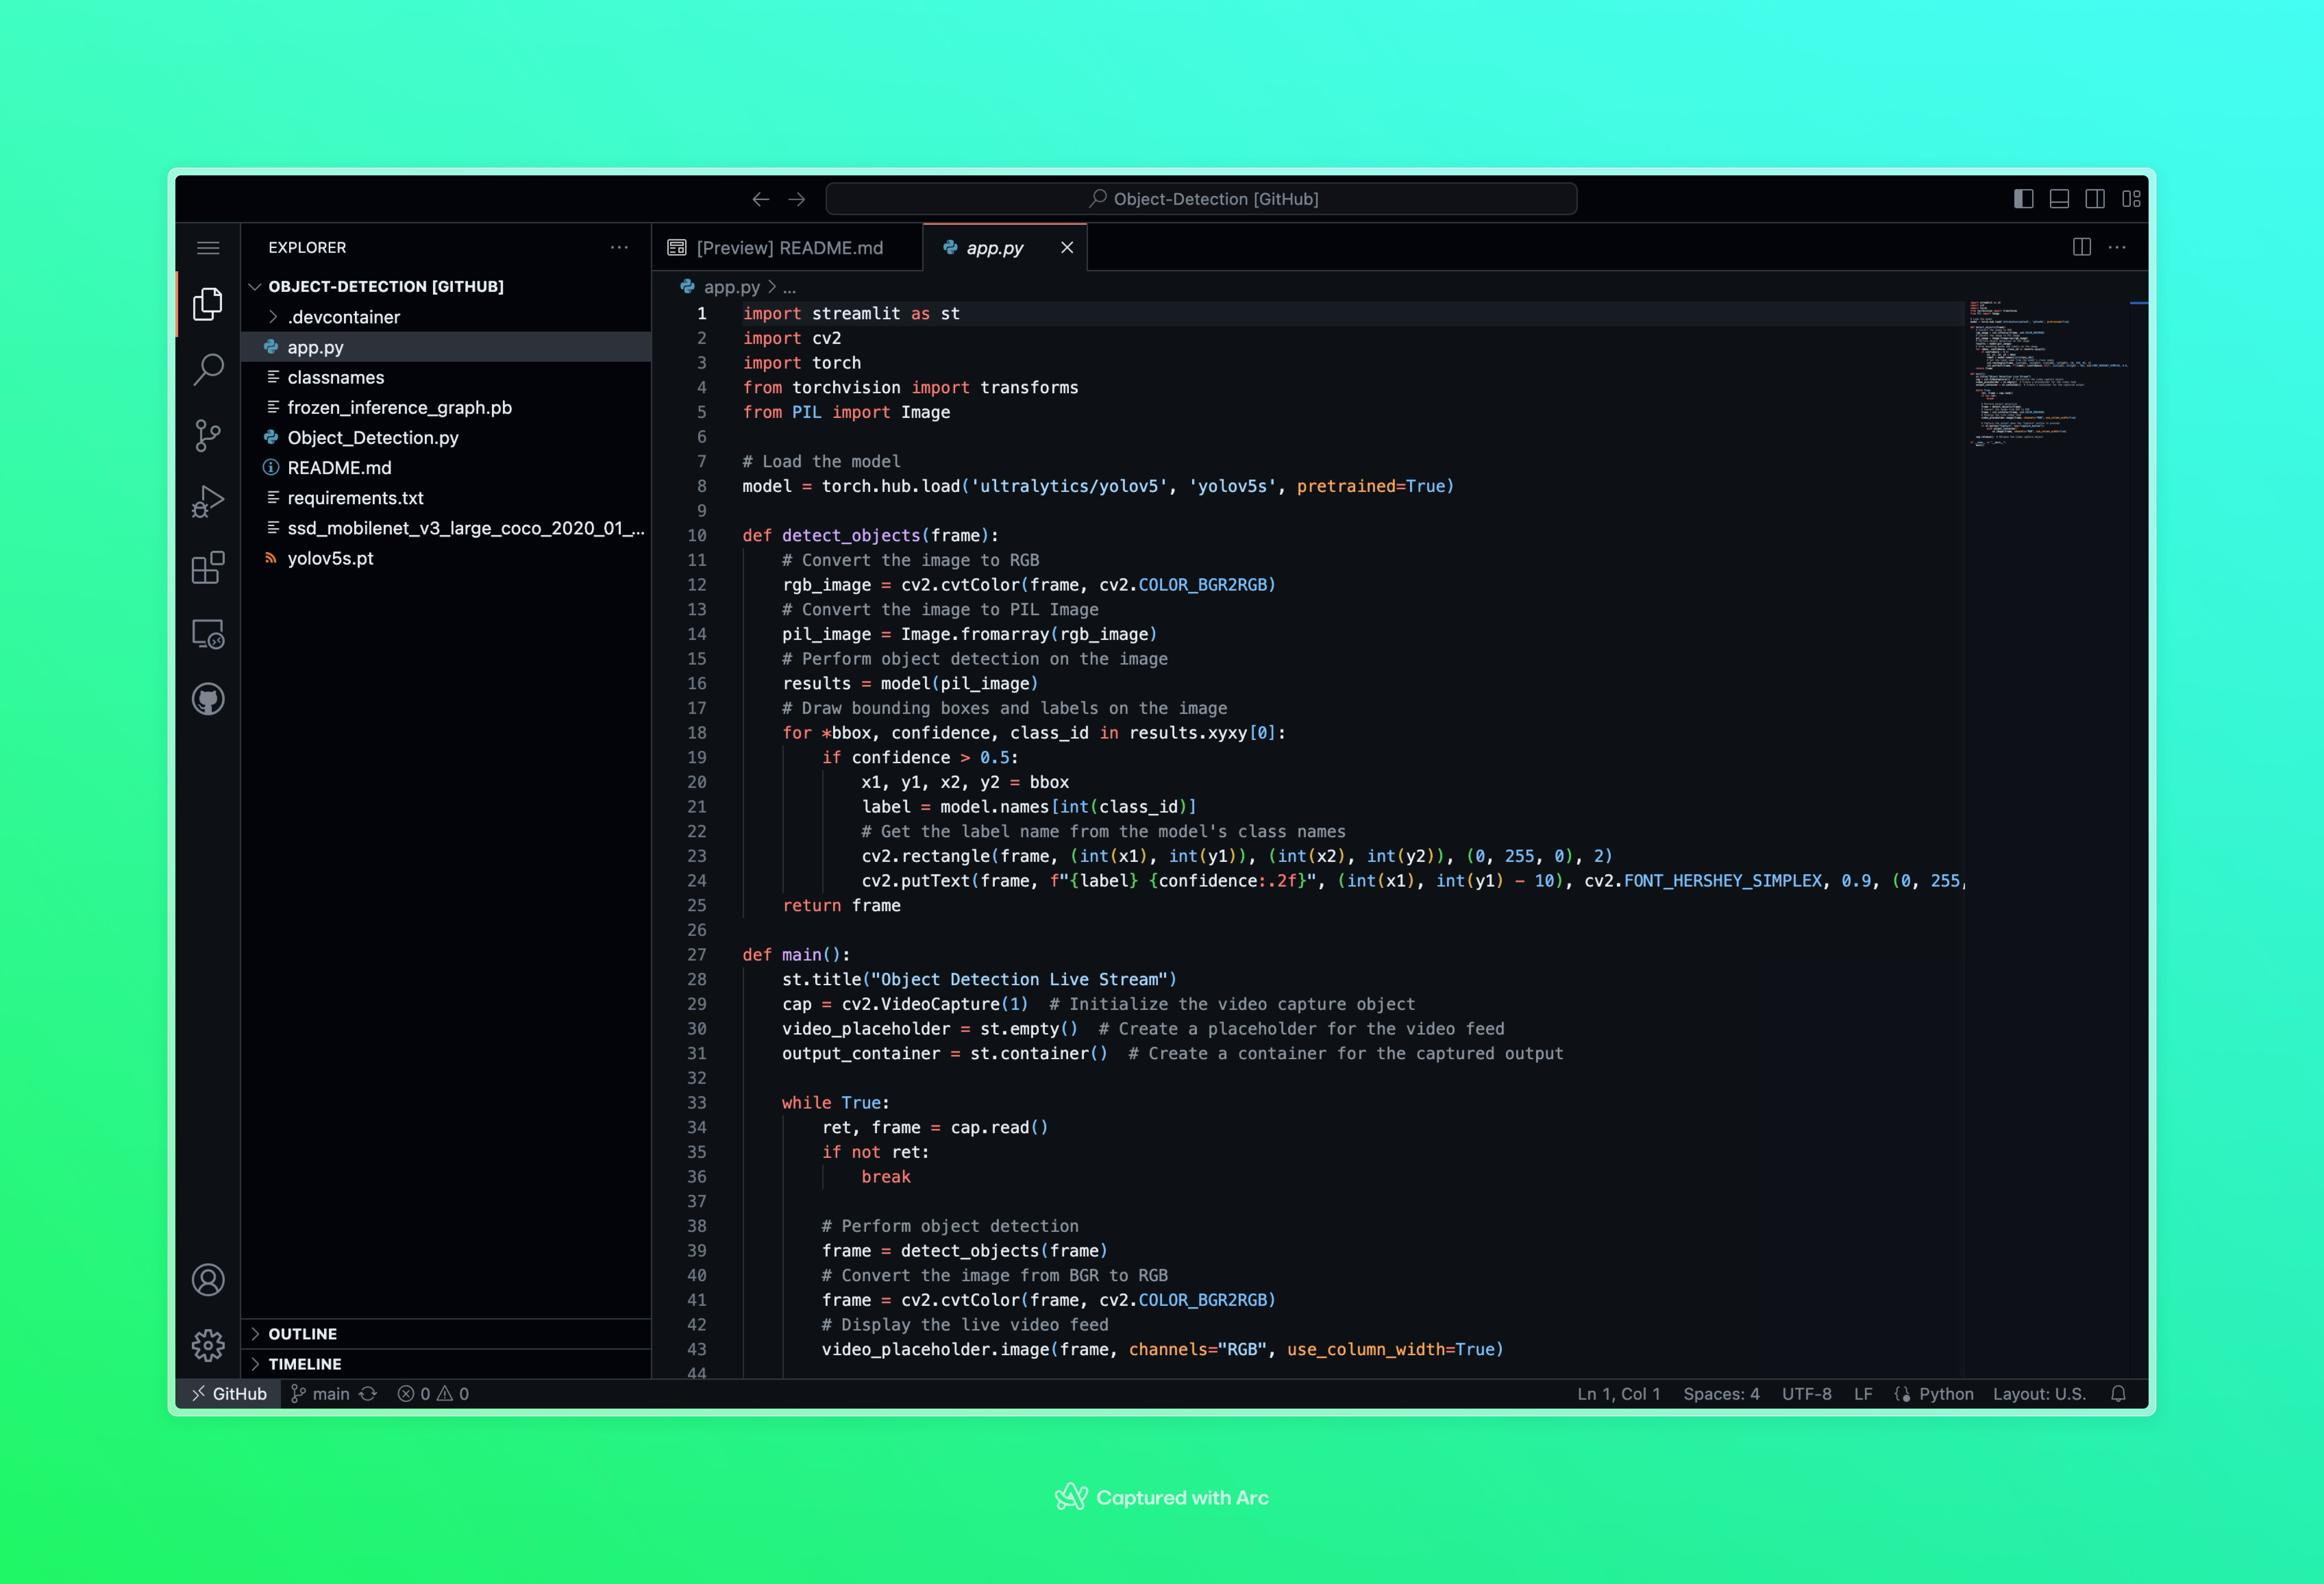 Object-Detection [GitHub]
EXPLORER
OBJECT-DETECTION [GITHUB]
.devcontainer
app.py
classnames
frozen_inference_graph.pb
Object_Detection.py
README.md
requirements.txt
ssd_mobilenet_v3_large_coco_2020_01_...
yolov5s.pt
OUTLINE
TIMELINE
[Preview] README.md
app.py
app.py > ...
1 import streamlit as st
2 import cv2
3 import torch
4 from torchvision import transforms
5 from PIL import Image
6
7 # Load the model
8 model = torch.hub.load('ultralytics/yolov5', 'yolov5s', pretrained=True)
9
10 def detect_objects(frame):
11     # Convert the image to RGB
12     rgb_image = cv2.cvtColor(frame, cv2.COLOR_BGR2RGB)
13     # Convert the image to PIL Image
14     pil_image = Image.fromarray(rgb_image)
15     # Perform object detection on the image
16     results = model(pil_image)
17     # Draw bounding boxes and labels on the image
18     for *bbox, confidence, class_id in results.xyxy[0]:
19         if confidence > 0.5:
20             x1, y1, x2, y2 = bbox
21             label = model.names[int(class_id)]
22             # Get the label name from the model's class names
23             cv2.rectangle(frame, (int(x1), int(y1)), (int(x2), int(y2)), (0, 255, 0), 2)
24             cv2.putText(frame, f"{label} {confidence:.2f}", (int(x1), int(y1) - 10), cv2.FONT_HERSHEY_SIMPLEX, 0.9, (0, 255,
25     return frame
26
27 def main():
28     st.title("Object Detection Live Stream")
29     cap = cv2.VideoCapture(1)  # Initialize the video capture object
30     video_placeholder = st.empty()  # Create a placeholder for the video feed
31     output_container = st.container()  # Create a container for the captured output
32
33     while True:
34         ret, frame = cap.read()
35         if not ret:
36             break
37
38         # Perform object detection
39         frame = detect_objects(frame)
40         # Convert the image from BGR to RGB
41         frame = cv2.cvtColor(frame, cv2.COLOR_BGR2RGB)
42         # Display the live video feed
43         video_placeholder.image(frame, channels="RGB", use_column_width=True)
44
GitHub main 0 0 Ln 1, Col 1 Spaces: 4 UTF-8 LF Python Layout: U.S.
Captured with Arc